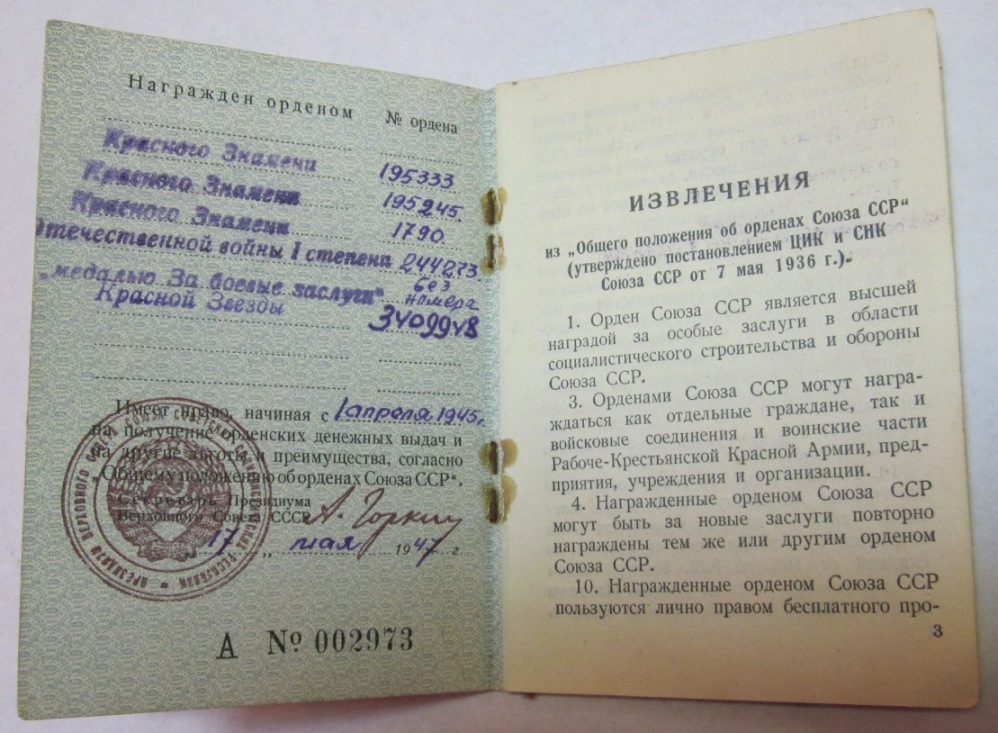 Награжден орденом № ордена
Красного Знамени 195333
Красного Знамени 195245.
Красного Знамени 1790.
Отечественной войны I степени 244273.
„медалью За боевые заслуги" без номера
Красной Звезды 3409948
Имеет право, начиная с 1 апреля 1945 г.
на получение орденских денежных выдач и
на другие льготы и преимущества, согласно
„Общему положению об орденах Союза ССР".
Секретарь Президиума
Верховного Совета СССР А. Горкин
17 „ мая 1947 г.
А № 002973
ИЗВЛЕЧЕНИЯ
из „Общего положения об орденах Союза ССР"
(утверждено постановлением ЦИК и СНК
Союза ССР от 7 мая 1936 г.).
1. Орден Союза ССР является высшей
наградой за особые заслуги в области
социалистического строительства и обороны
Союза ССР.
3. Орденами Союза ССР могут награ-
ждаться как отдельные граждане, так и
войсковые соединения и воинские части
Рабоче-Крестьянской Красной Армии, пред-
приятия, учреждения и организации.
4. Награжденные орденом Союза ССР
могут быть за новые заслуги повторно
награждены тем же или другим орденом
Союза ССР.
10. Награжденные орденом Союза ССР
пользуются лично правом бесплатного про-
3